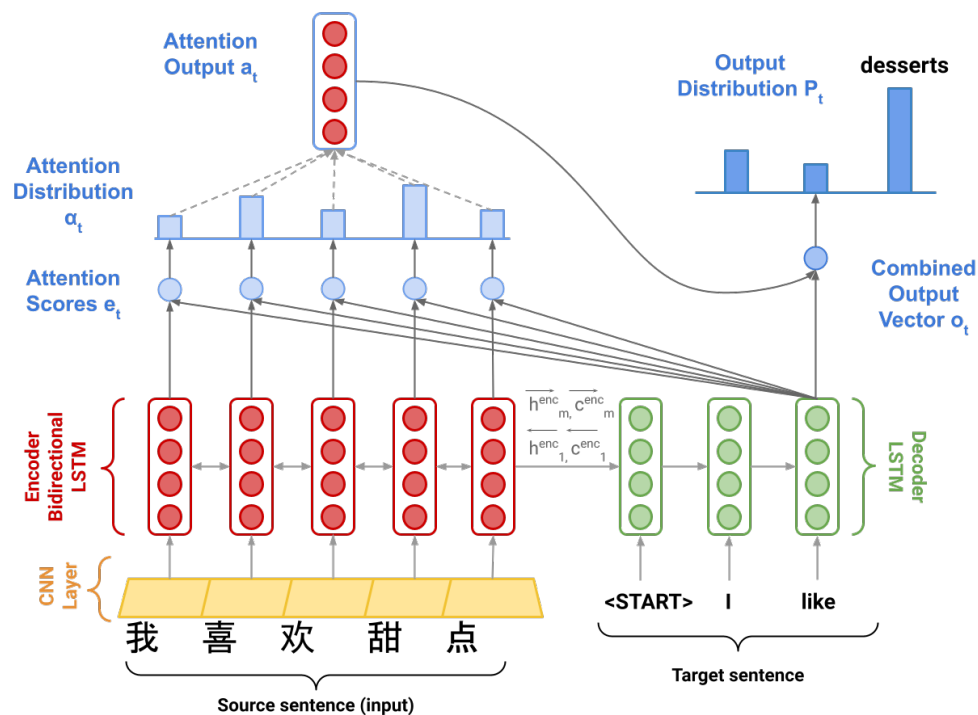 Attention
Output a_t
Output
Distribution P_t
desserts
Attention
Distribution
α_t
Attention
Scores e_t
Combined
Output
Vector o_t
Encoder
Bidirectional
LSTM
h^enc_m, c^enc_m
h^enc_1, c^enc_1
Decoder
LSTM
CNN
Layer
<START> I like
我 喜 欢 甜 点
Source sentence (input)
Target sentence